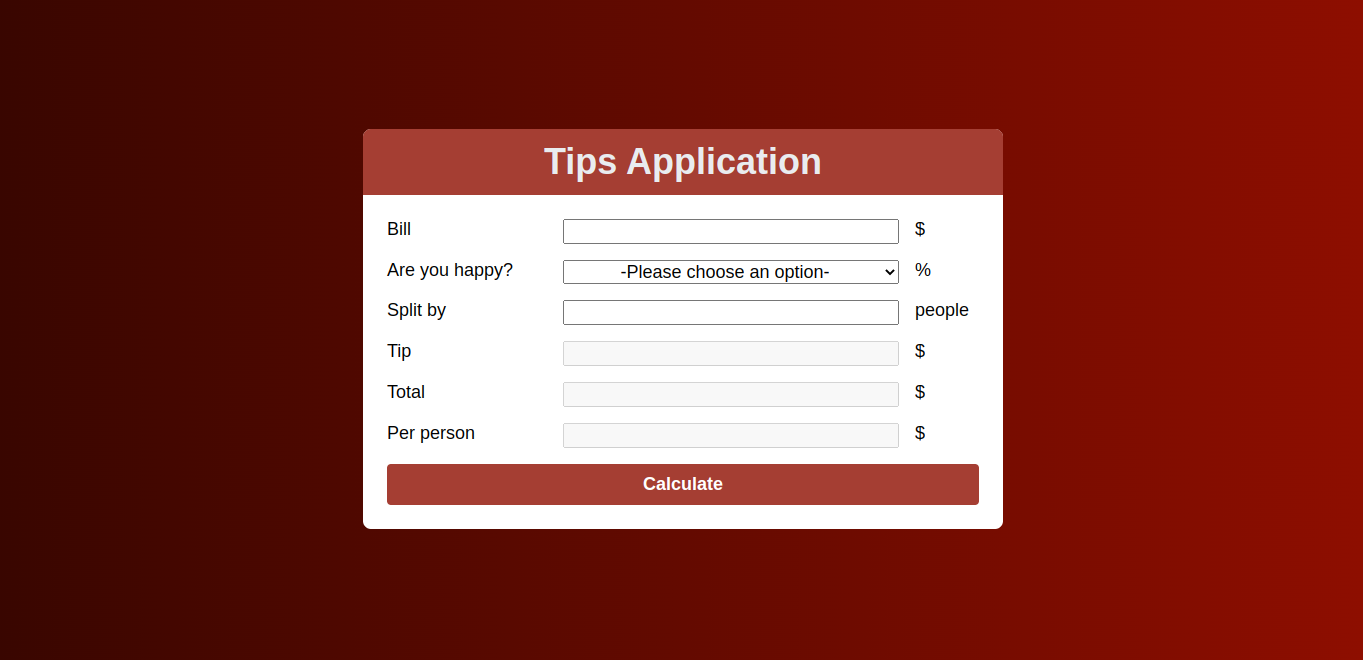 Tips Application
Bill $
Are you happy? -Please choose an option- %
Split by people
Tip $
Total $
Per person $
Calculate